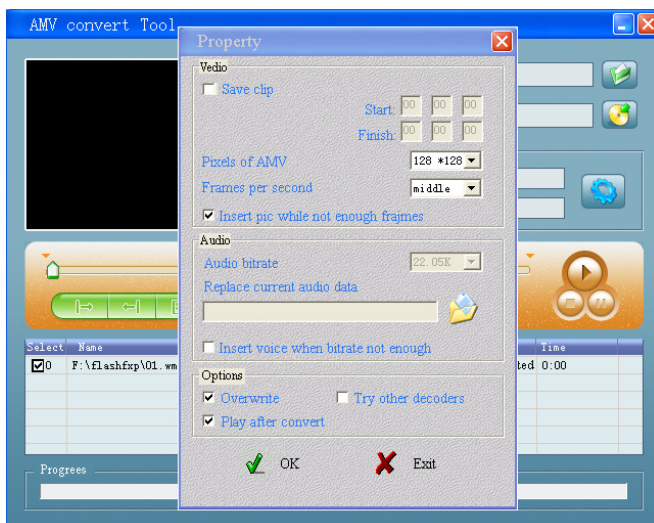 AMV convert Tool
Property
Vedio
Save clip
Start: 00 00 00
Finish: 00 00 00
Pixels of AMV 128 *128
Frames per second middle
Insert pic while not enough frajmes
Audio
Audio bitrate 22.05K
Replace current audio data
Insert voice when bitrate not enough
Select Name Time
0 F:\flashfxp\01.wm ted 0:00
Options
Overwrite Try other decoders
Play after convert
OK Exit
Progrees